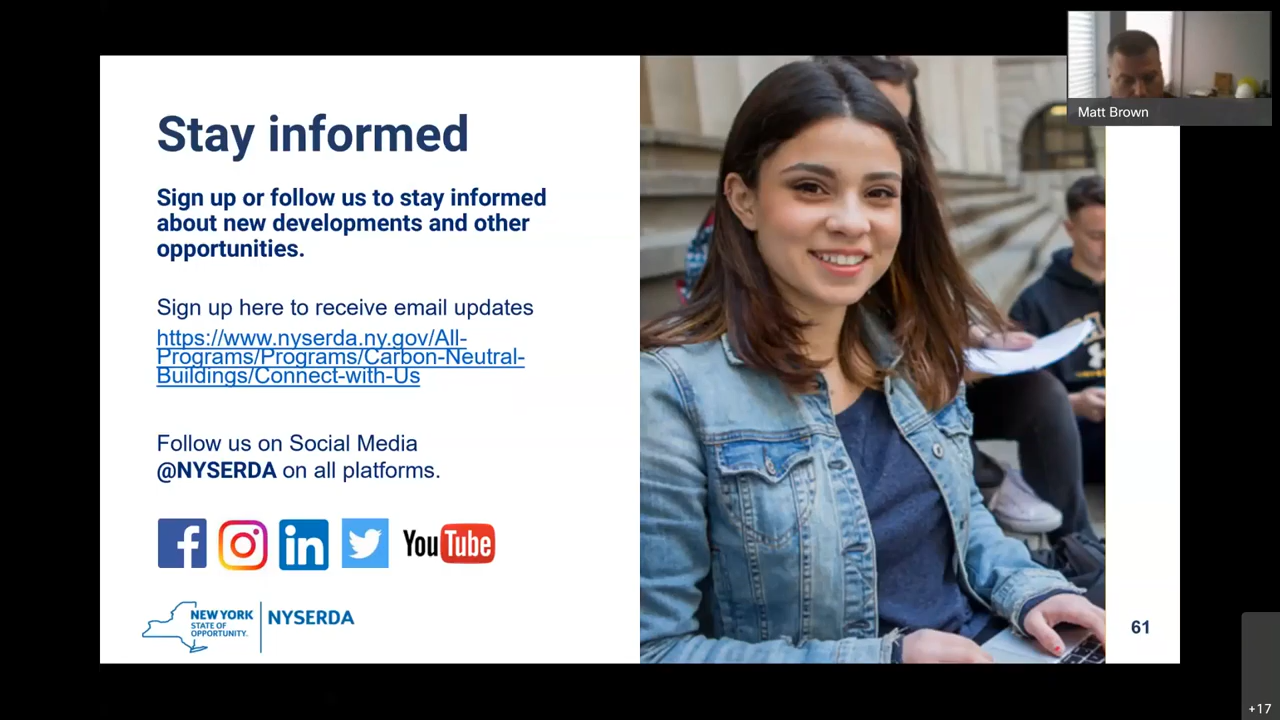 Matt Brown
Stay informed
Sign up or follow us to stay informed
about new developments and other
opportunities.
Sign up here to receive email updates
https://www.nyserda.ny.gov/All-
Programs/Programs/Carbon-Neutral-
Buildings/Connect-with-Us
Follow us on Social Media
@NYSERDA on all platforms.
f
in
YouTube
NEW YORK
STATE OF
OPPORTUNITY.
NYSERDA
61
+17